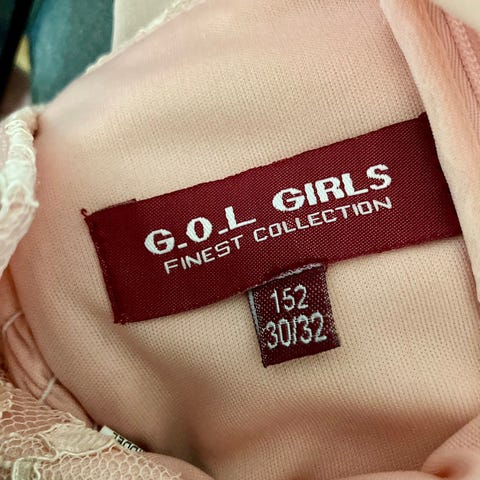 G.O.L GIRLS
FINEST COLLECTION
152
30/32